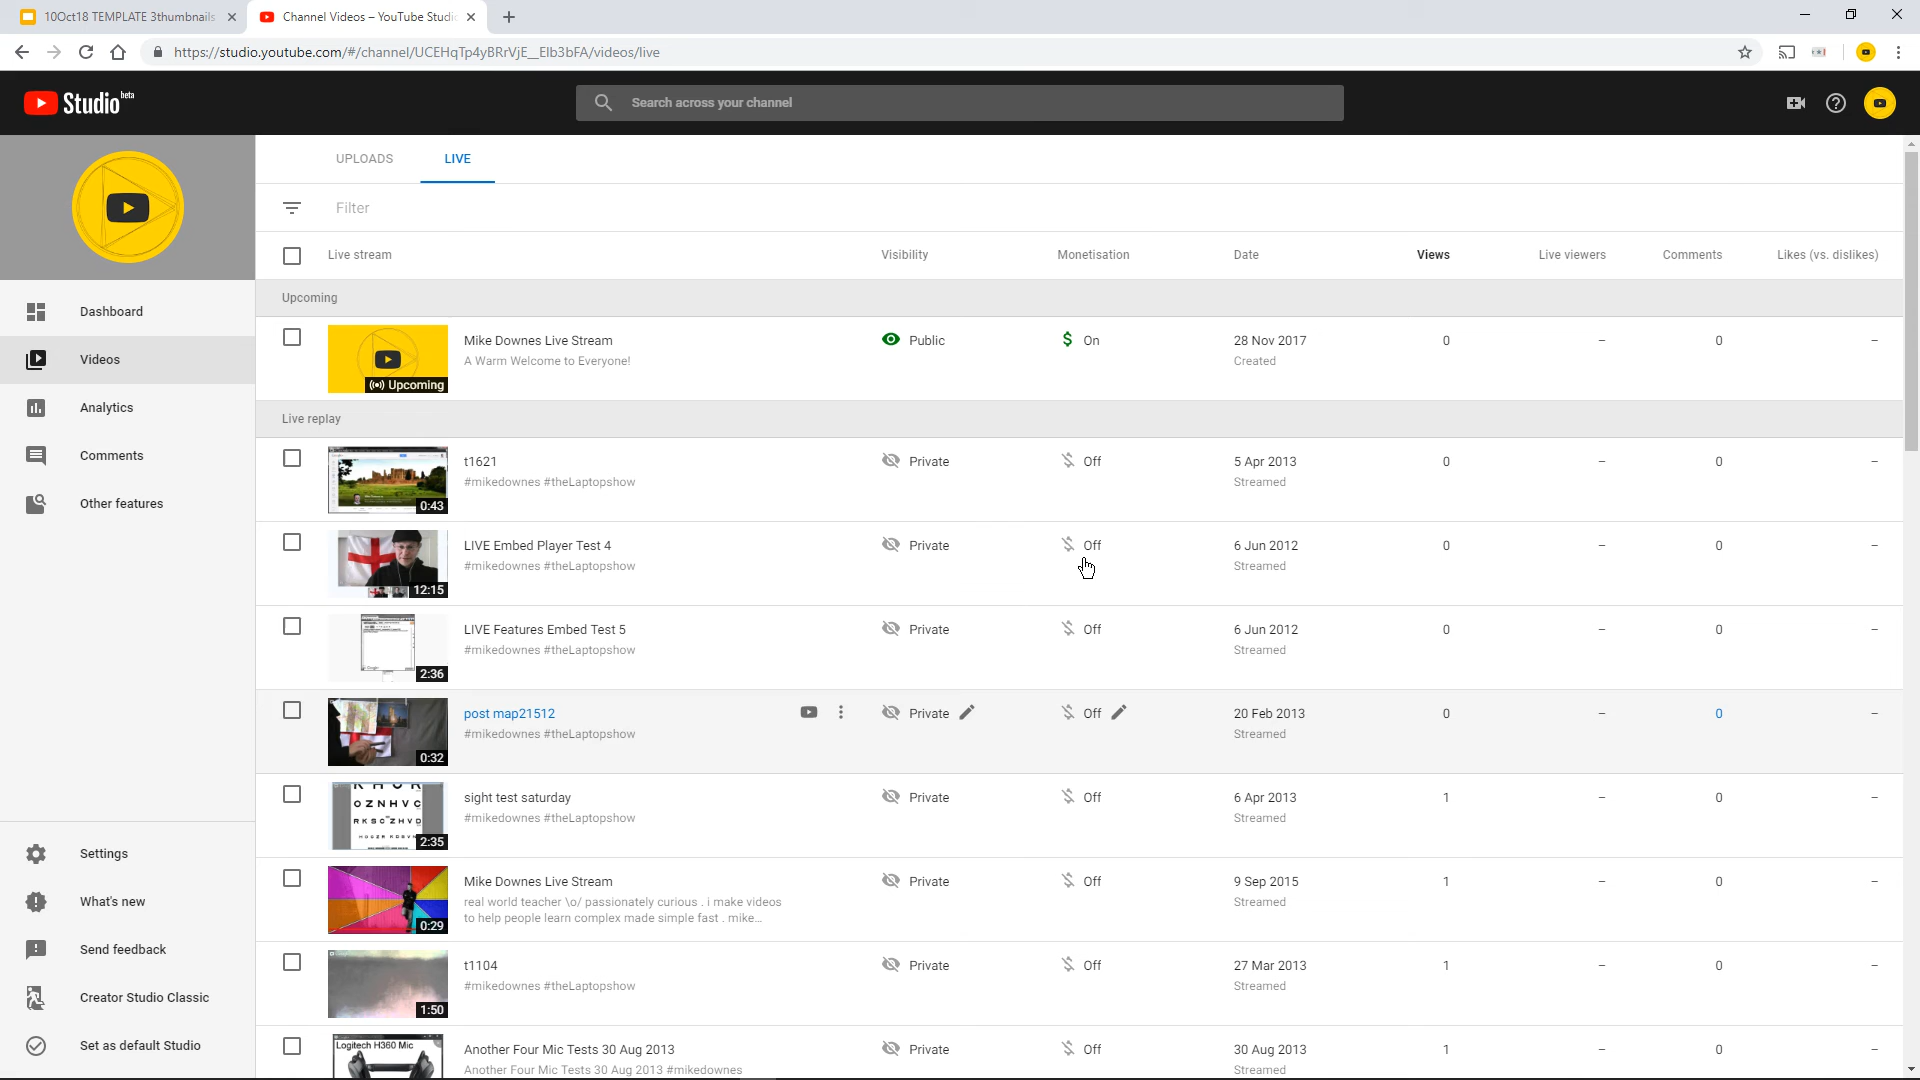 10Oct18 TEMPLATE 3thumbnails
Channel Videos – YouTube Studio
https://studio.youtube.com/#/channel/UCEHqTp4yBRrVjE__Elb3bFA/videos/live
Studio beta
Search across your channel
UPLOADS LIVE
Filter
Live stream Visibility Monetisation Date Views Live viewers Comments Likes (vs. dislikes)
Dashboard
Videos
Analytics
Comments
Other features
Settings
What's new
Send feedback
Creator Studio Classic
Set as default Studio
Upcoming
Mike Downes Live Stream Public $ On 28 Nov 2017 0 – 0 –
A Warm Welcome to Everyone! Created
Upcoming
Live replay
t1621 Private Off 5 Apr 2013 0 – 0 –
#mikedownes #theLaptopshow Streamed
0:43
LIVE Embed Player Test 4 Private Off 6 Jun 2012 0 – 0 –
#mikedownes #theLaptopshow Streamed
12:15
LIVE Features Embed Test 5 Private Off 6 Jun 2012 0 – 0 –
#mikedownes #theLaptopshow Streamed
2:36
post map21512 Private Off 20 Feb 2013 0 – 0 –
#mikedownes #theLaptopshow Streamed
0:32
sight test saturday Private Off 6 Apr 2013 1 – 0 –
#mikedownes #theLaptopshow Streamed
OZNHVC
RKSCZHVD
2:35
Mike Downes Live Stream Private Off 9 Sep 2015 1 – 0 –
real world teacher \o/ passionately curious . i make videos Streamed
to help people learn complex made simple fast . mike...
0:29
t1104 Private Off 27 Mar 2013 1 – 0 –
#mikedownes #theLaptopshow Streamed
1:50
Another Four Mic Tests 30 Aug 2013 Private Off 30 Aug 2013 1 – 0 –
Another Four Mic Tests 30 Aug 2013 #mikedownes Streamed
Logitech H360 Mic